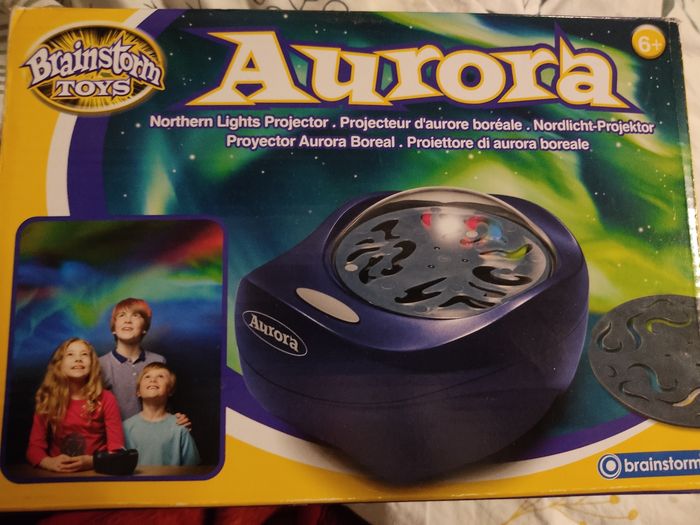 Brainstorm
TOYS
Aurora
6+
Northern Lights Projector . Projecteur d'aurore boréale . Nordlicht-Projektor
Proyector Aurora Boreal . Proiettore di aurora boreale
Aurora
brainstorm